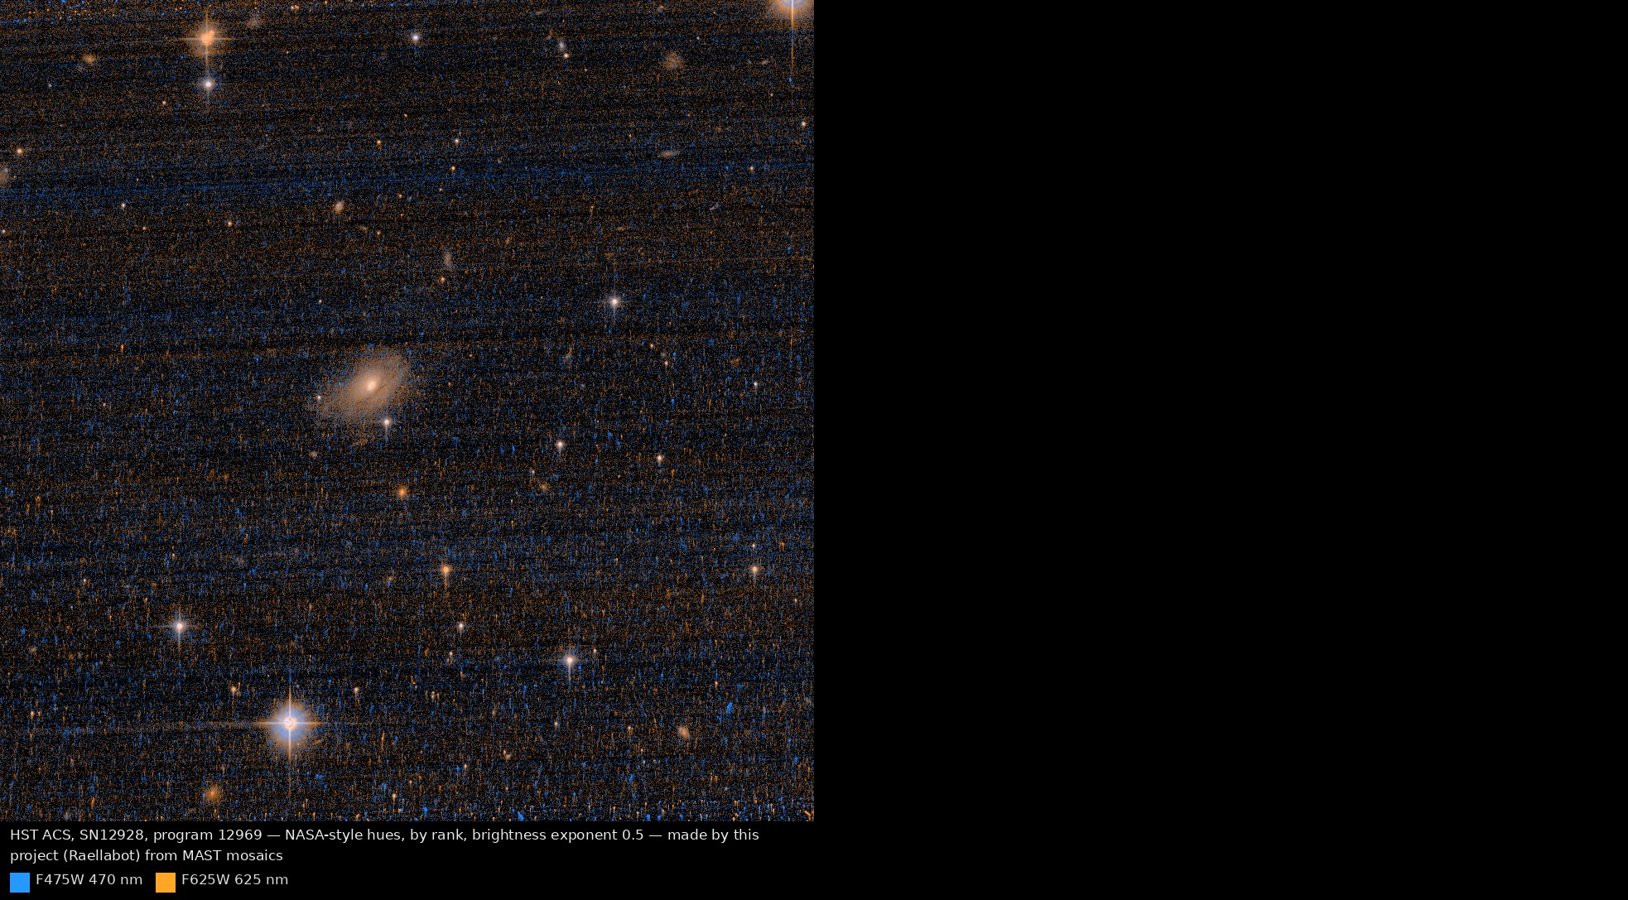 HST ACS, SN12928, program 12969 — NASA-style hues, by rank, brightness exponent 0.5 — made by this
project (Raellabot) from MAST mosaics
F475W 470 nm F625W 625 nm